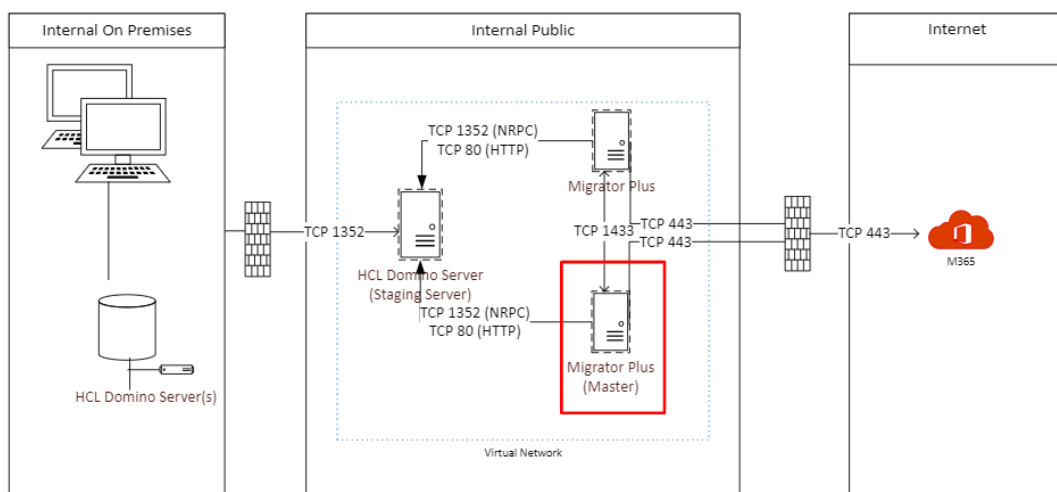 Internal On Premises
Internal Public
Internet
TCP 1352 (NRPC)
TCP 80 (HTTP)
Migrator Plus
TCP 1352
HCL Domino Server
(Staging Server)
TCP 443
TCP 1433
TCP 443
TCP 443
M365
TCP 1352 (NRPC)
TCP 80 (HTTP)
Migrator Plus
(Master)
HCL Domino Server(s)
Virtual Network